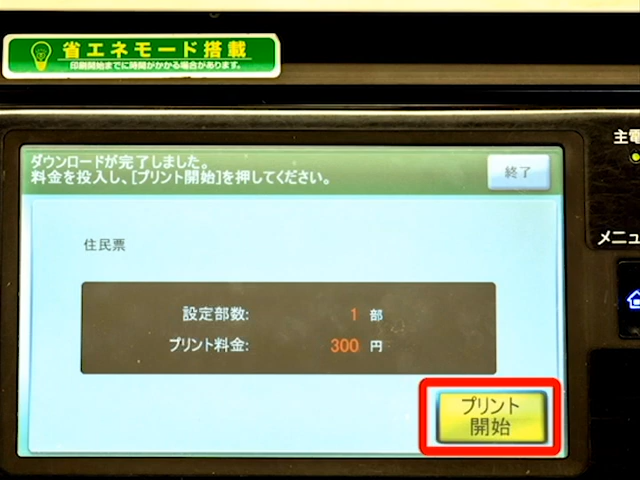 省エネモード搭載
印刷開始までに時間がかかる場合があります。
主電
ダウンロードが完了しました。
料金を投入し、[プリント開始]を押してください。
終了
メニュ
住民票
設定部数: 1 部
プリント料金: 300 円
プリント
開始